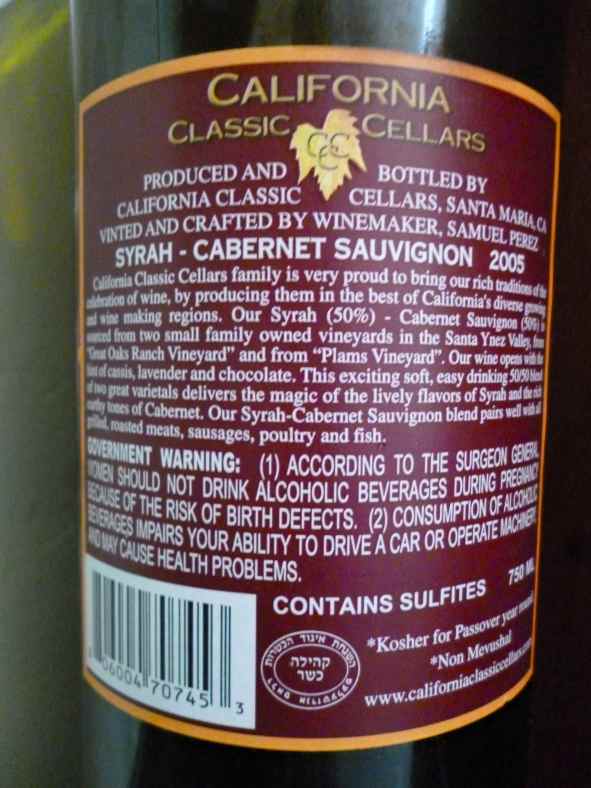 CALIFORNIA
CLASSIC CCC CELLARS
PRODUCED AND BOTTLED BY
CALIFORNIA CLASSIC CELLARS, SANTA MARIA, CA
VINTED AND CRAFTED BY WINEMAKER, SAMUEL PEREZ
SYRAH - CABERNET SAUVIGNON 2005
California Classic Cellars family is very proud to bring our rich traditions of the
celebration of wine, by producing them in the best of California's diverse growing
and wine making regions. Our Syrah (50%) - Cabernet Sauvignon (50%) is
sourced from two small family owned vineyards in the Santa Ynez Valley, from
"Great Oaks Ranch Vineyard" and from "Plams Vineyard". Our wine opens with the
hint of cassis, lavender and chocolate. This exciting soft, easy drinking 50/50 blend
of two great varietals delivers the magic of the lively flavors of Syrah and the rich
earthy tones of Cabernet. Our Syrah-Cabernet Sauvignon blend pairs well with all
grilled, roasted meats, sausages, poultry and fish.
GOVERNMENT WARNING: (1) ACCORDING TO THE SURGEON GENERAL,
WOMEN SHOULD NOT DRINK ALCOHOLIC BEVERAGES DURING PREGNANCY
BECAUSE OF THE RISK OF BIRTH DEFECTS. (2) CONSUMPTION OF ALCOHOLIC
BEVERAGES IMPAIRS YOUR ABILITY TO DRIVE A CAR OR OPERATE MACHINERY,
AND MAY CAUSE HEALTH PROBLEMS.
CONTAINS SULFITES 750 ML
*Kosher for Passover year round
*Non Mevushal
www.californiaclassiccellars.com
06004 70745 3
השגחת איגוד הכשרות
קהילה
כשר